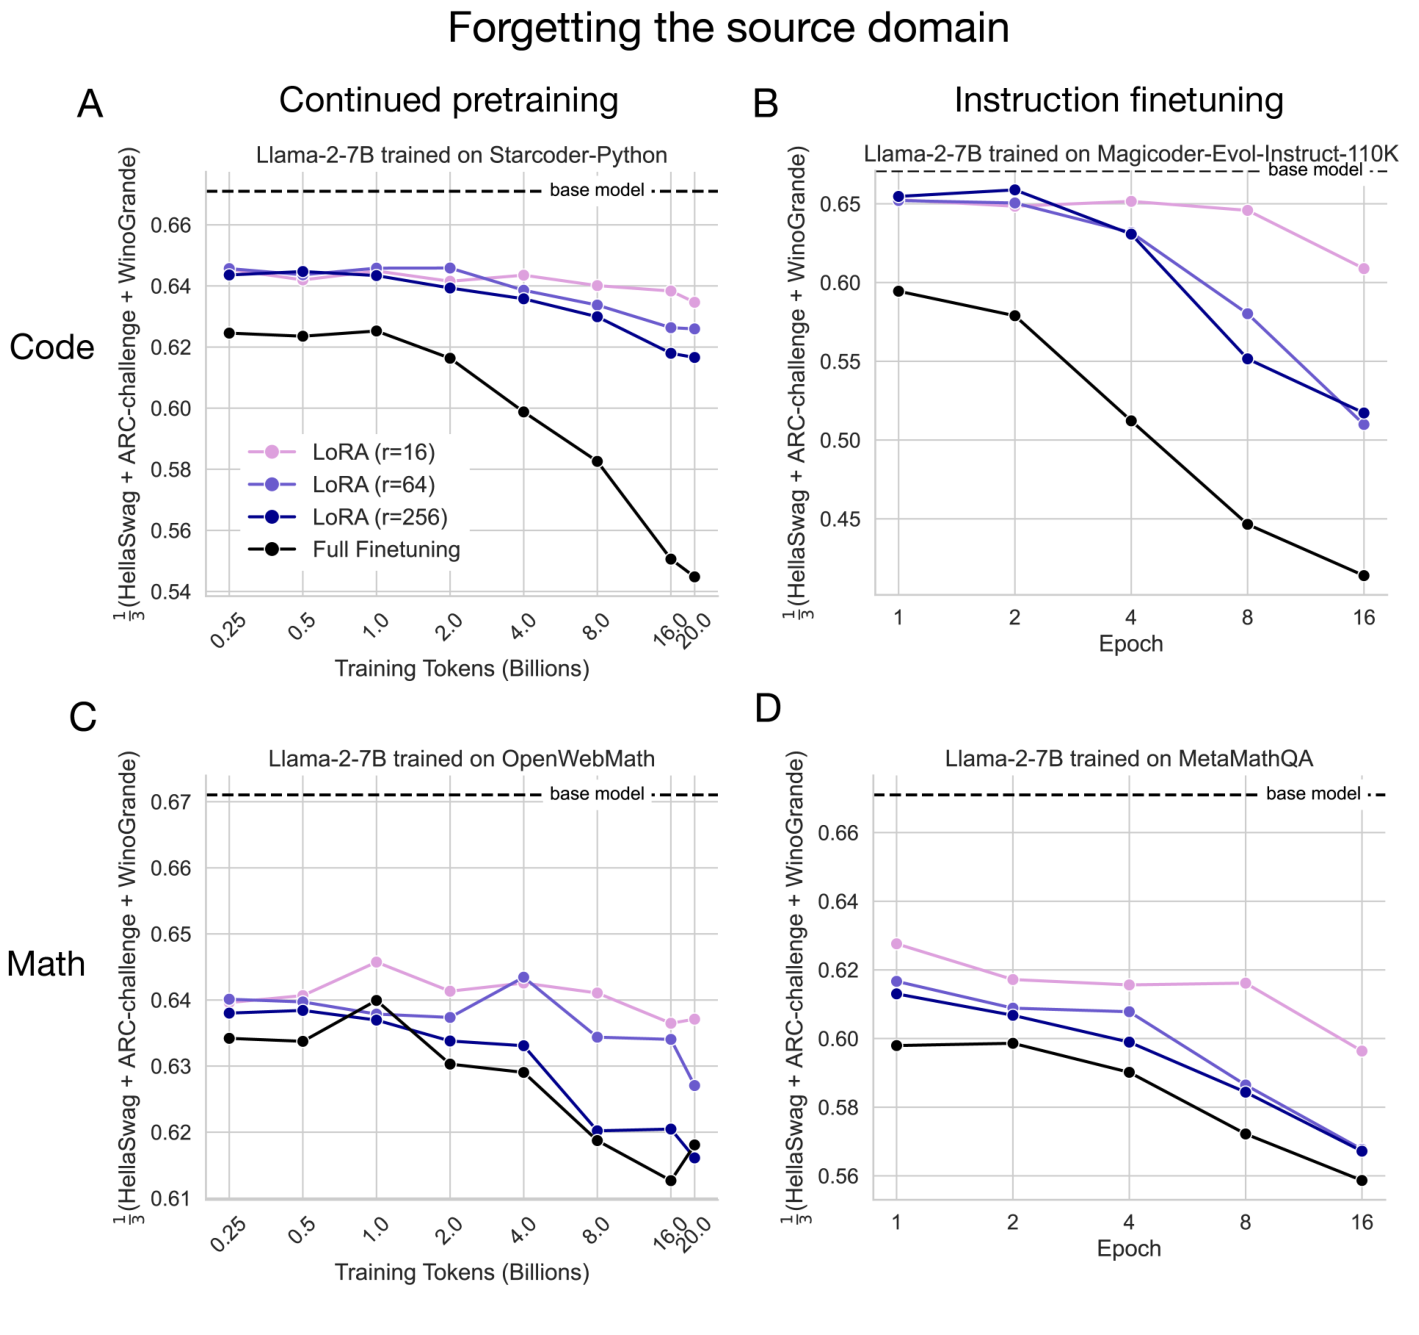 Forgetting the source domain
A
Continued pretraining
B
Instruction finetuning
Code
Llama-2-7B trained on Starcoder-Python
1/3(HellaSwag + ARC-challenge + WinoGrande)
base model
0.66
0.64
0.62
0.60
0.58
0.56
0.54
LoRA (r=16)
LoRA (r=64)
LoRA (r=256)
Full Finetuning
0.25 0.5 1.0 2.0 4.0 8.0 16.0 20.0
Training Tokens (Billions)
Llama-2-7B trained on Magicoder-Evol-Instruct-110K
1/3(HellaSwag + ARC-challenge + WinoGrande)
base model
0.65
0.60
0.55
0.50
0.45
1 2 4 8 16
Epoch
C
D
Math
Llama-2-7B trained on OpenWebMath
1/3(HellaSwag + ARC-challenge + WinoGrande)
base model
0.67
0.66
0.65
0.64
0.63
0.62
0.61
0.25 0.5 1.0 2.0 4.0 8.0 16.0 20.0
Training Tokens (Billions)
Llama-2-7B trained on MetaMathQA
1/3(HellaSwag + ARC-challenge + WinoGrande)
base model
0.66
0.64
0.62
0.60
0.58
0.56
1 2 4 8 16
Epoch